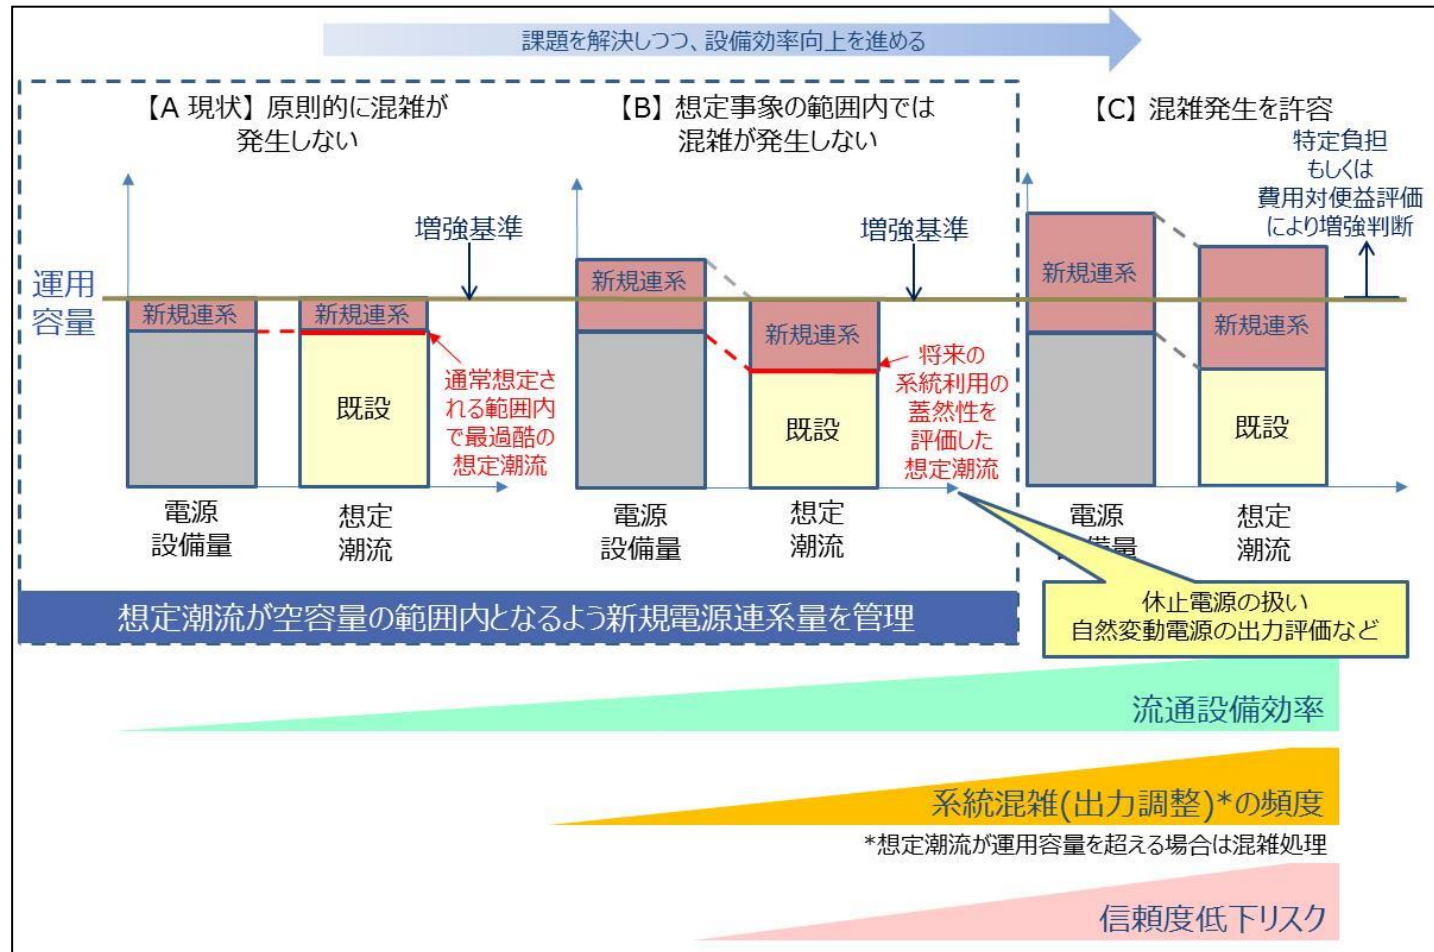 課題を解決しつつ、設備効率向上を進める
【A 現状】原則的に混雑が
発生しない
【B】想定事象の範囲内では
混雑が発生しない
【C】混雑発生を許容
特定負担
もしくは
費用対便益評価
により増強判断
増強基準
増強基準
運用
容量
新規連系
新規連系
既設
通常想定さ
れる範囲内
で最過酷の
想定潮流
新規連系
新規連系
既設
将来の
系統利用の
蓋然性を
評価した
想定潮流
新規連系
新規連系
既設
電源
設備量
想定
潮流
電源
設備量
想定
潮流
電源
設備量
想定
潮流
想定潮流が空容量の範囲内となるよう新規電源連系量を管理
休止電源の扱い
自然変動電源の出力評価など
流通設備効率
系統混雑(出力調整)*の頻度
*想定潮流が運用容量を超える場合は混雑処理
信頼度低下リスク